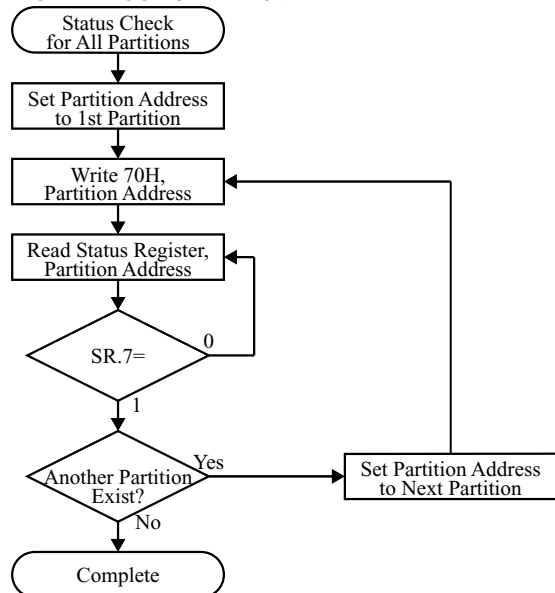 Status Check
for All Partitions
Set Partition Address
to 1st Partition
Write 70H,
Partition Address
Read Status Register,
Partition Address
SR.7=
0
1
Another Partition
Exist?
Yes
Set Partition Address
to Next Partition
No
Complete